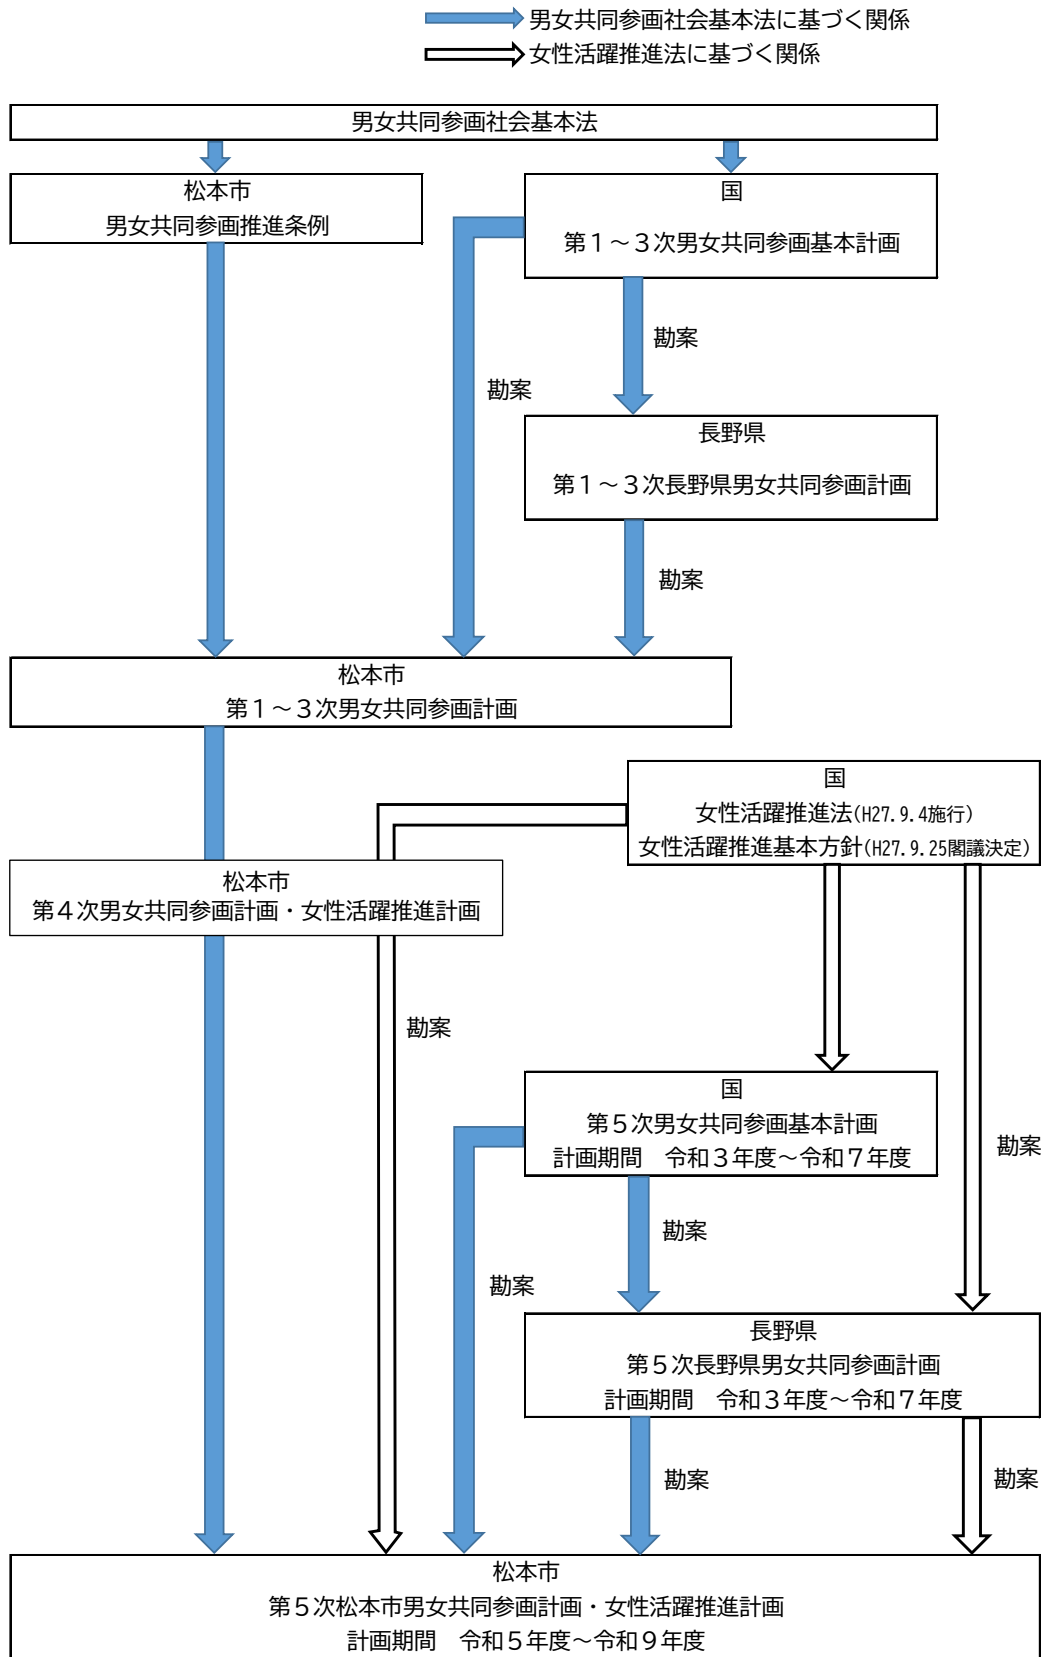 男女共同参画社会基本法に基づく関係
女性活躍推進法に基づく関係
男女共同参画社会基本法
松本市
男女共同参画推進条例
国
第１～３次男女共同参画基本計画
勘案
勘案
長野県
第１～３次長野県男女共同参画計画
勘案
松本市
第１～３次男女共同参画計画
国
女性活躍推進法(H27.9.4施行)
女性活躍推進基本方針(H27.9.25閣議決定)
松本市
第４次男女共同参画計画・女性活躍推進計画
勘案
国
第５次男女共同参画基本計画
計画期間　令和３年度～令和７年度
勘案
勘案
勘案
長野県
第５次長野県男女共同参画計画
計画期間　令和３年度～令和７年度
勘案
勘案
松本市
第５次松本市男女共同参画計画・女性活躍推進計画
計画期間　令和５年度～令和９年度